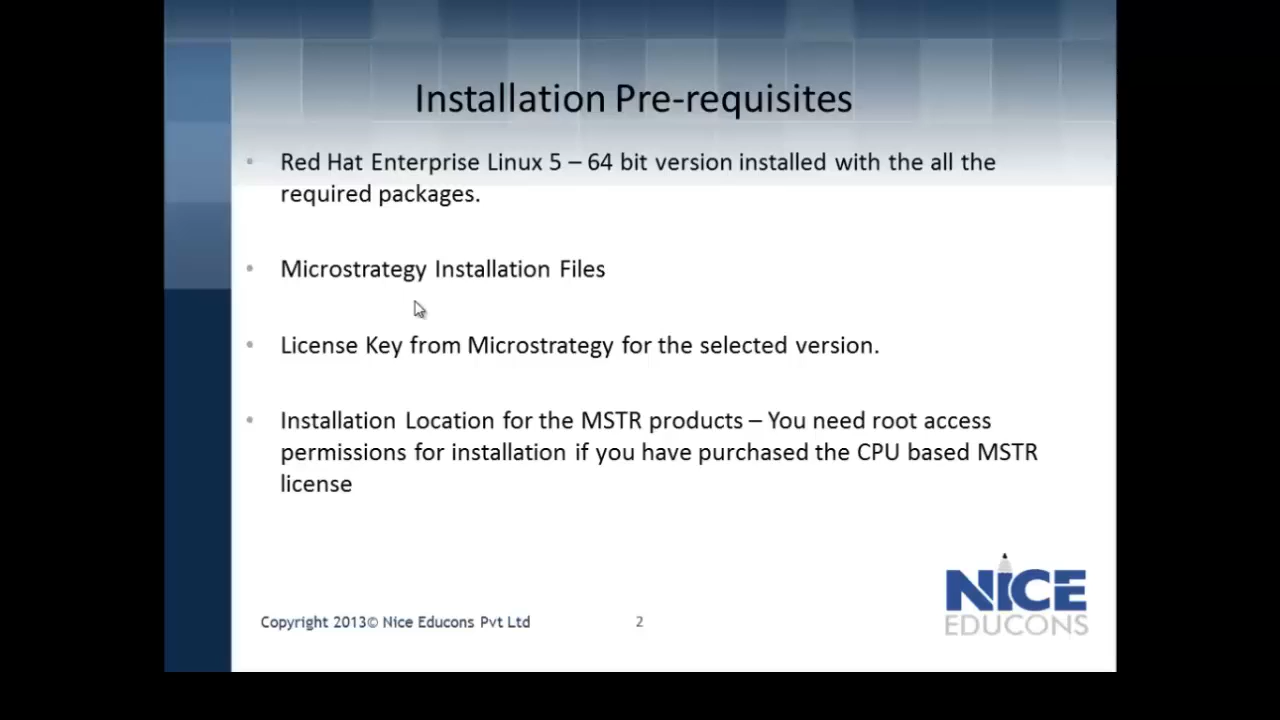 Installation Pre-requisites
• Red Hat Enterprise Linux 5 – 64 bit version installed with the all the
required packages.
• Microstrategy Installation Files
• License Key from Microstrategy for the selected version.
• Installation Location for the MSTR products – You need root access
permissions for installation if you have purchased the CPU based MSTR
license
NICE
EDUCONS
Copyright 2013© Nice Educons Pvt Ltd
2